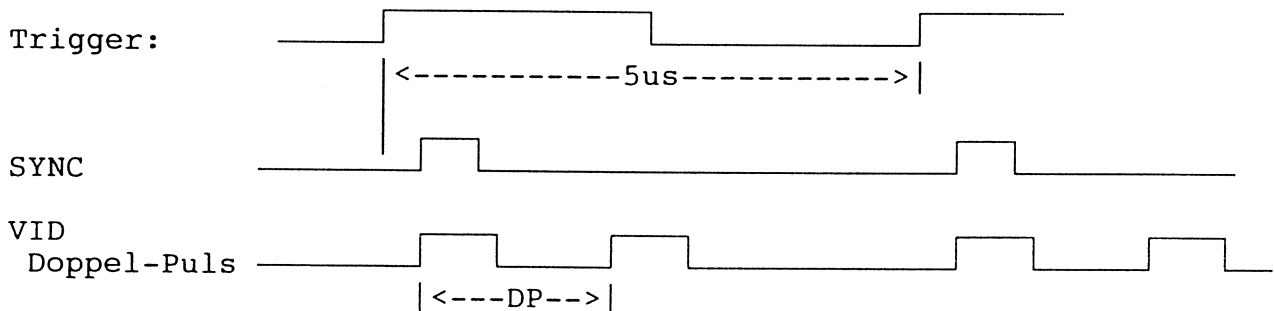 Trigger:
|<-----------5us----------->|
SYNC
VID
Doppel-Puls
|<---DP-->|